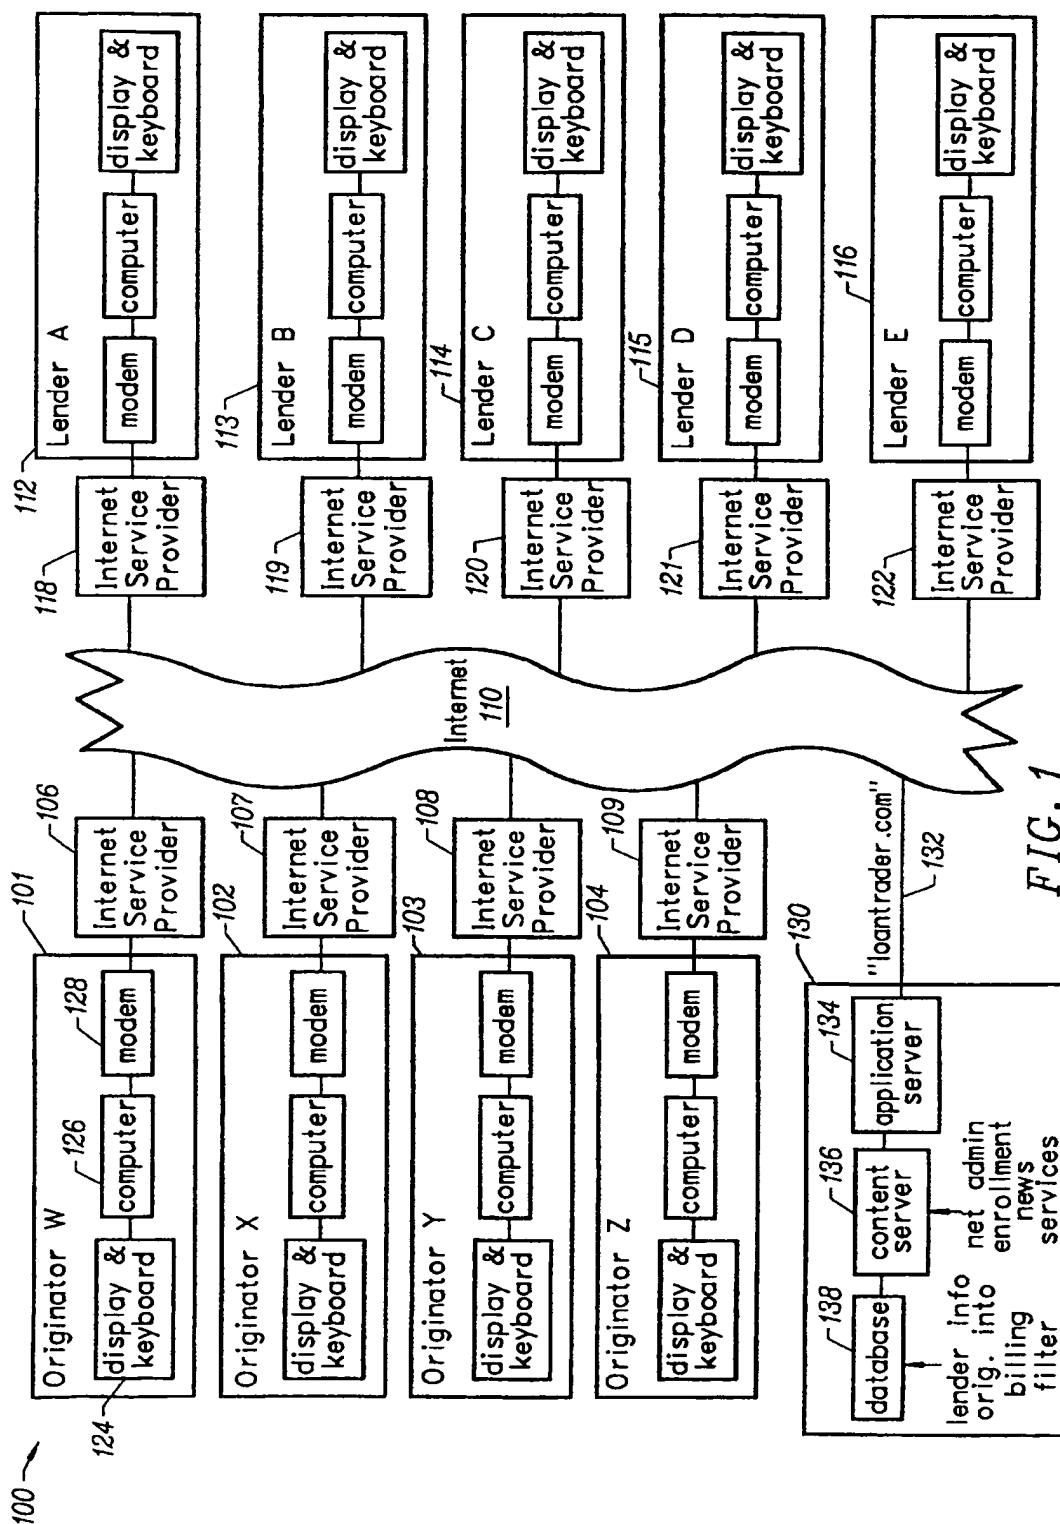 100
101
Originator W
display &
keyboard
124
computer
126
modem
128
Internet
Service
Provider
106
102
Originator X
display &
keyboard
computer
modem
Internet
Service
Provider
107
103
Originator Y
display &
keyboard
computer
modem
Internet
Service
Provider
108
104
Originator Z
display &
keyboard
computer
modem
Internet
Service
Provider
109
130
database
138
content
server
136
application
server
134
lender info
orig. into
billing
filter
net admin
enrollment
news
services
"loantrader.com"
132
Internet
110
118
Internet
Service
Provider
112
Lender A
modem
computer
display &
keyboard
119
Internet
Service
Provider
113
Lender B
modem
computer
display &
keyboard
120
Internet
Service
Provider
114
Lender C
modem
computer
display &
keyboard
121
Internet
Service
Provider
115
Lender D
modem
computer
display &
keyboard
122
Internet
Service
Provider
116
Lender E
modem
computer
display &
keyboard
FIG. 1